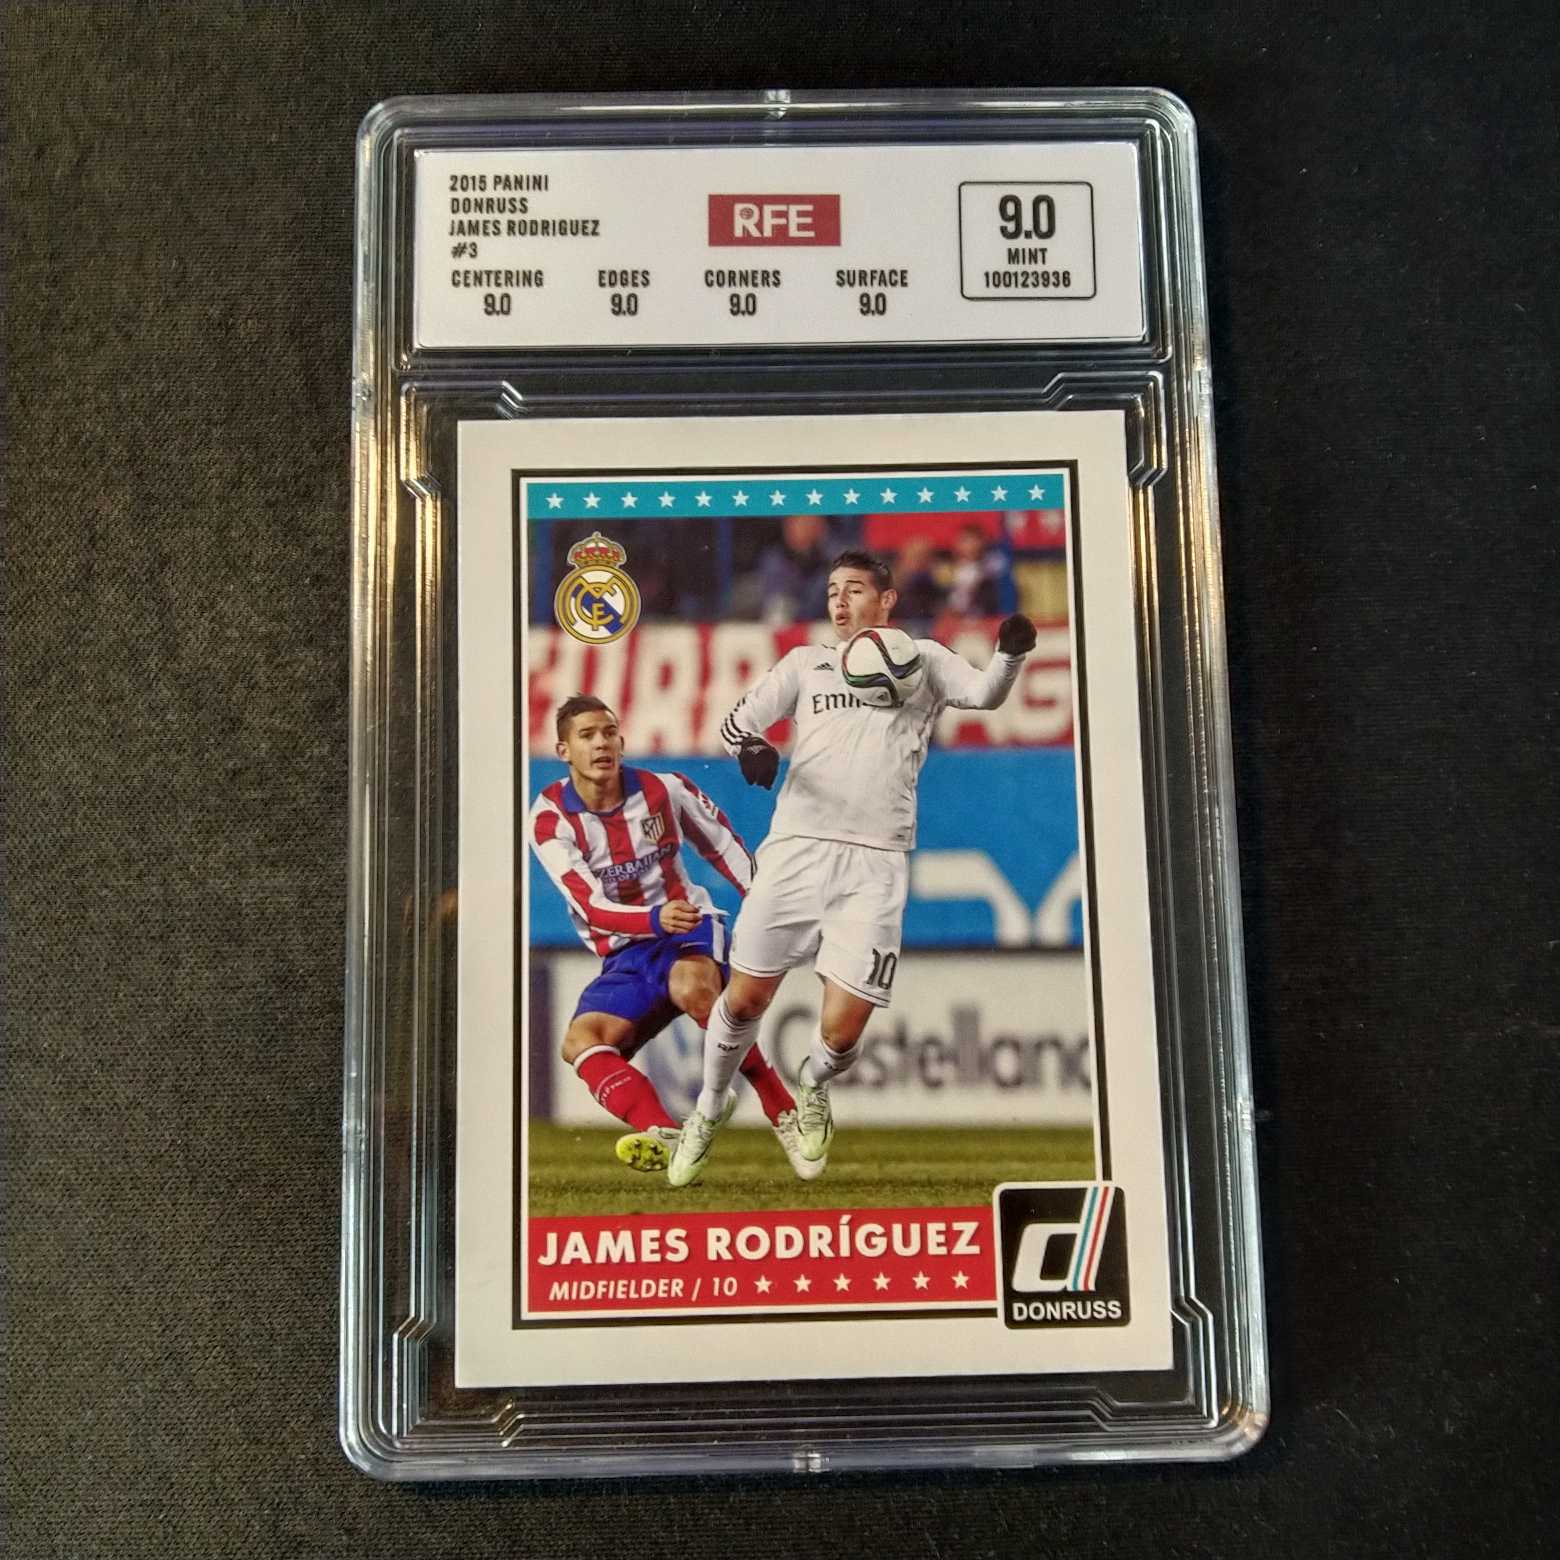 2015 PANINI
DONRUSS
JAMES RODRIGUEZ
#3
RFE
9.0
MINT
100123936
CENTERING EDGES CORNERS SURFACE
9.0 9.0 9.0 9.0
10
Castellana
JAMES RODRÍGUEZ
MIDFIELDER / 10
d
DONRUSS